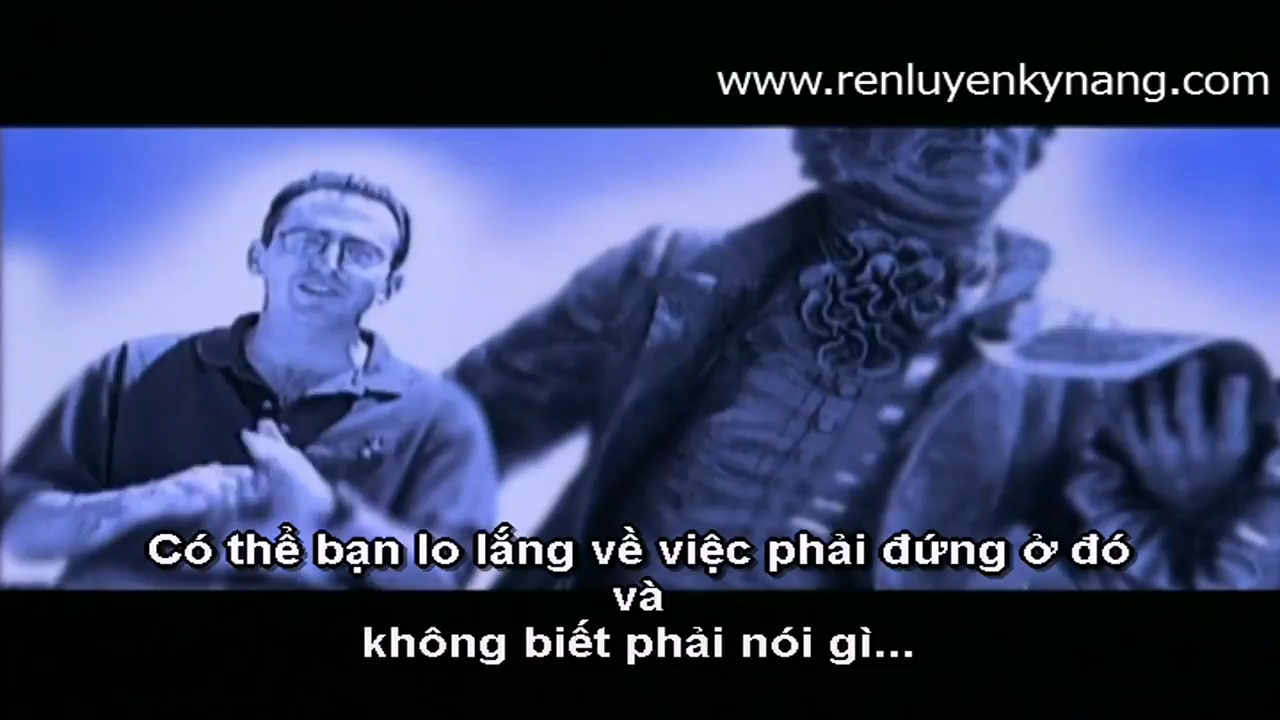 www.renluyenkynang.com
Có thể bạn lo lắng về việc phải đứng ở đó
và
không biết phải nói gì...